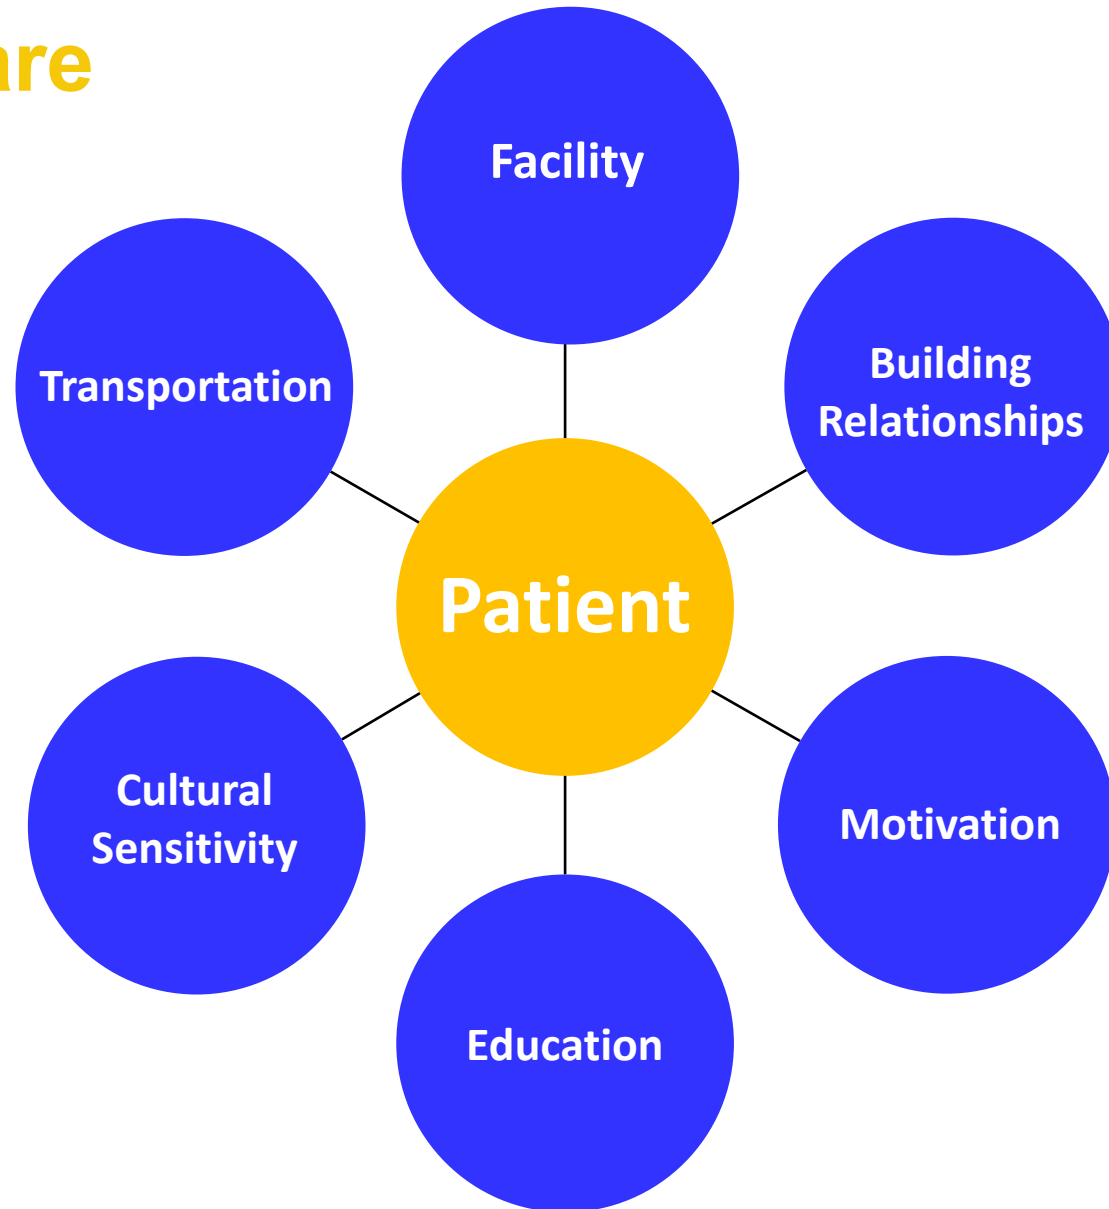 are
Facility
Building
Relationships
Transportation
Patient
Cultural
Sensitivity
Motivation
Education